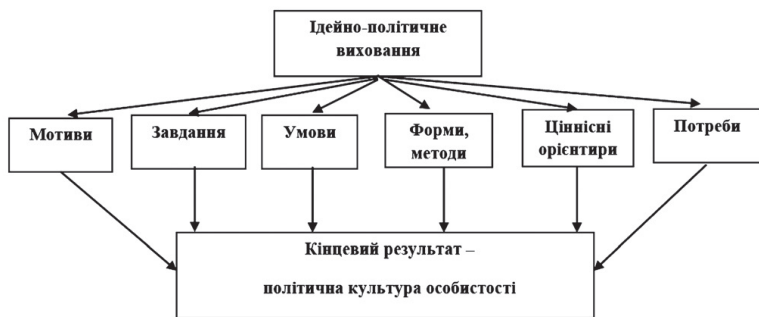 Ідейно-політичне
виховання
Мотиви
Завдання
Умови
Форми,
методи
Ціннісні
орієнтири
Потреби
Кінцевий результат –
політична культура особистості